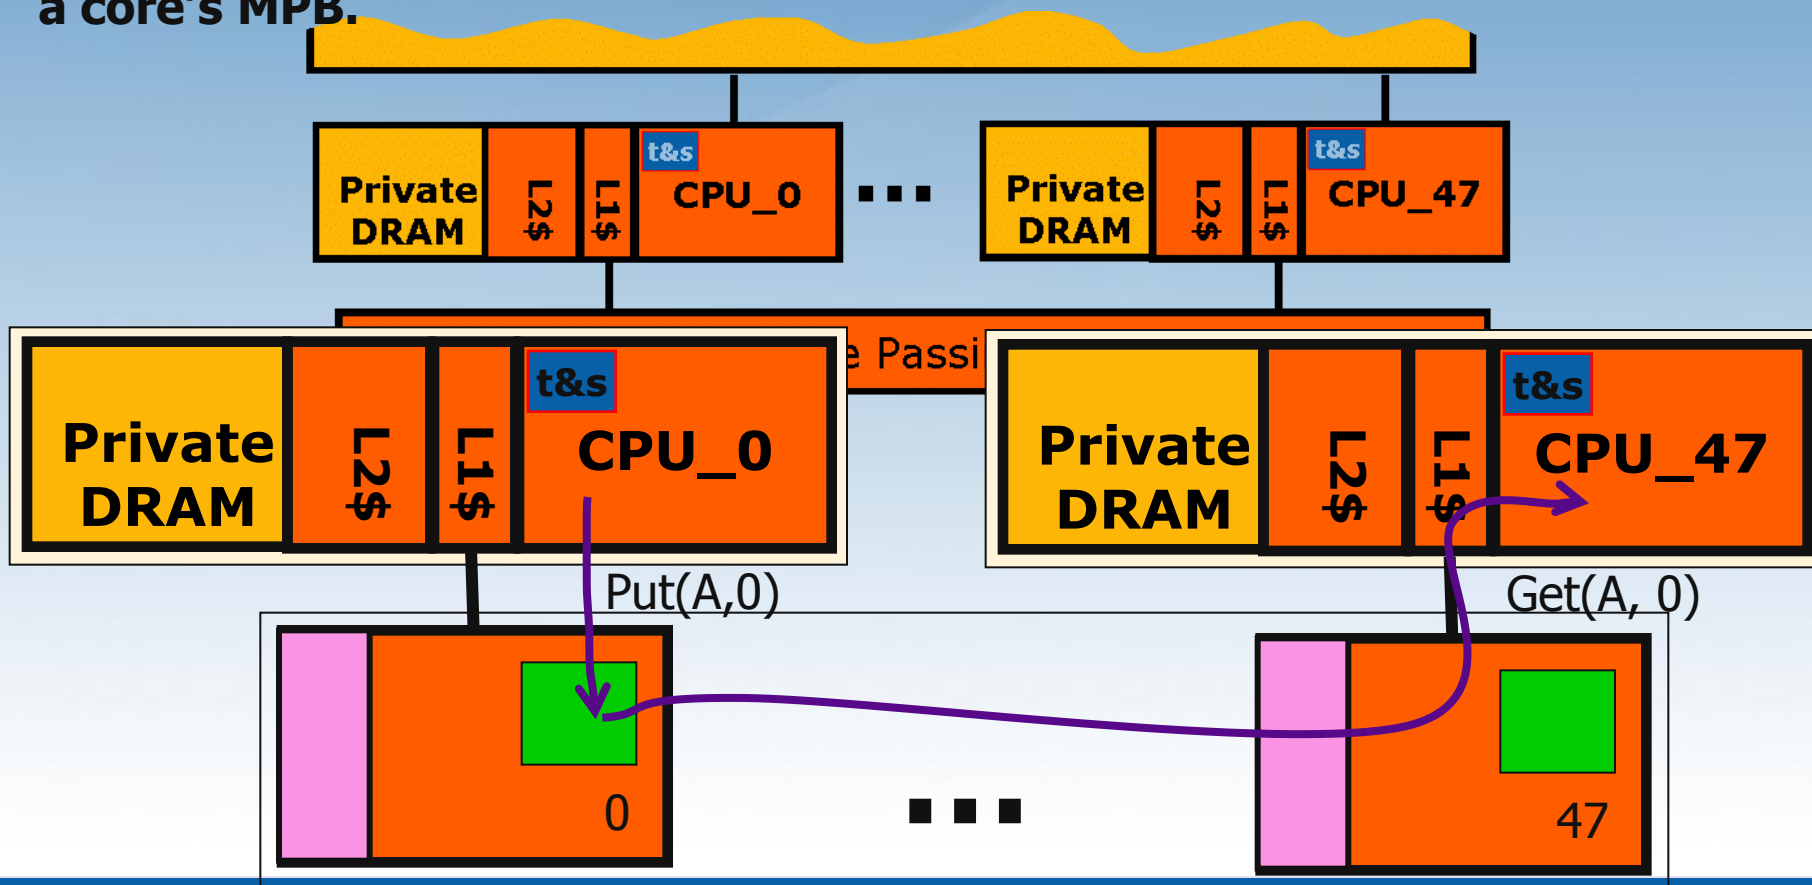 a core's MPB.
t&s
Private
DRAM
L2$
L1$
CPU_0
...
t&s
Private
DRAM
L2$
L1$
CPU_47
e Passi
t&s
Private
DRAM
L2$
L1$
CPU_0
t&s
Private
DRAM
L2$
L1$
CPU_47
Put(A,0)
Get(A, 0)
0
...
47